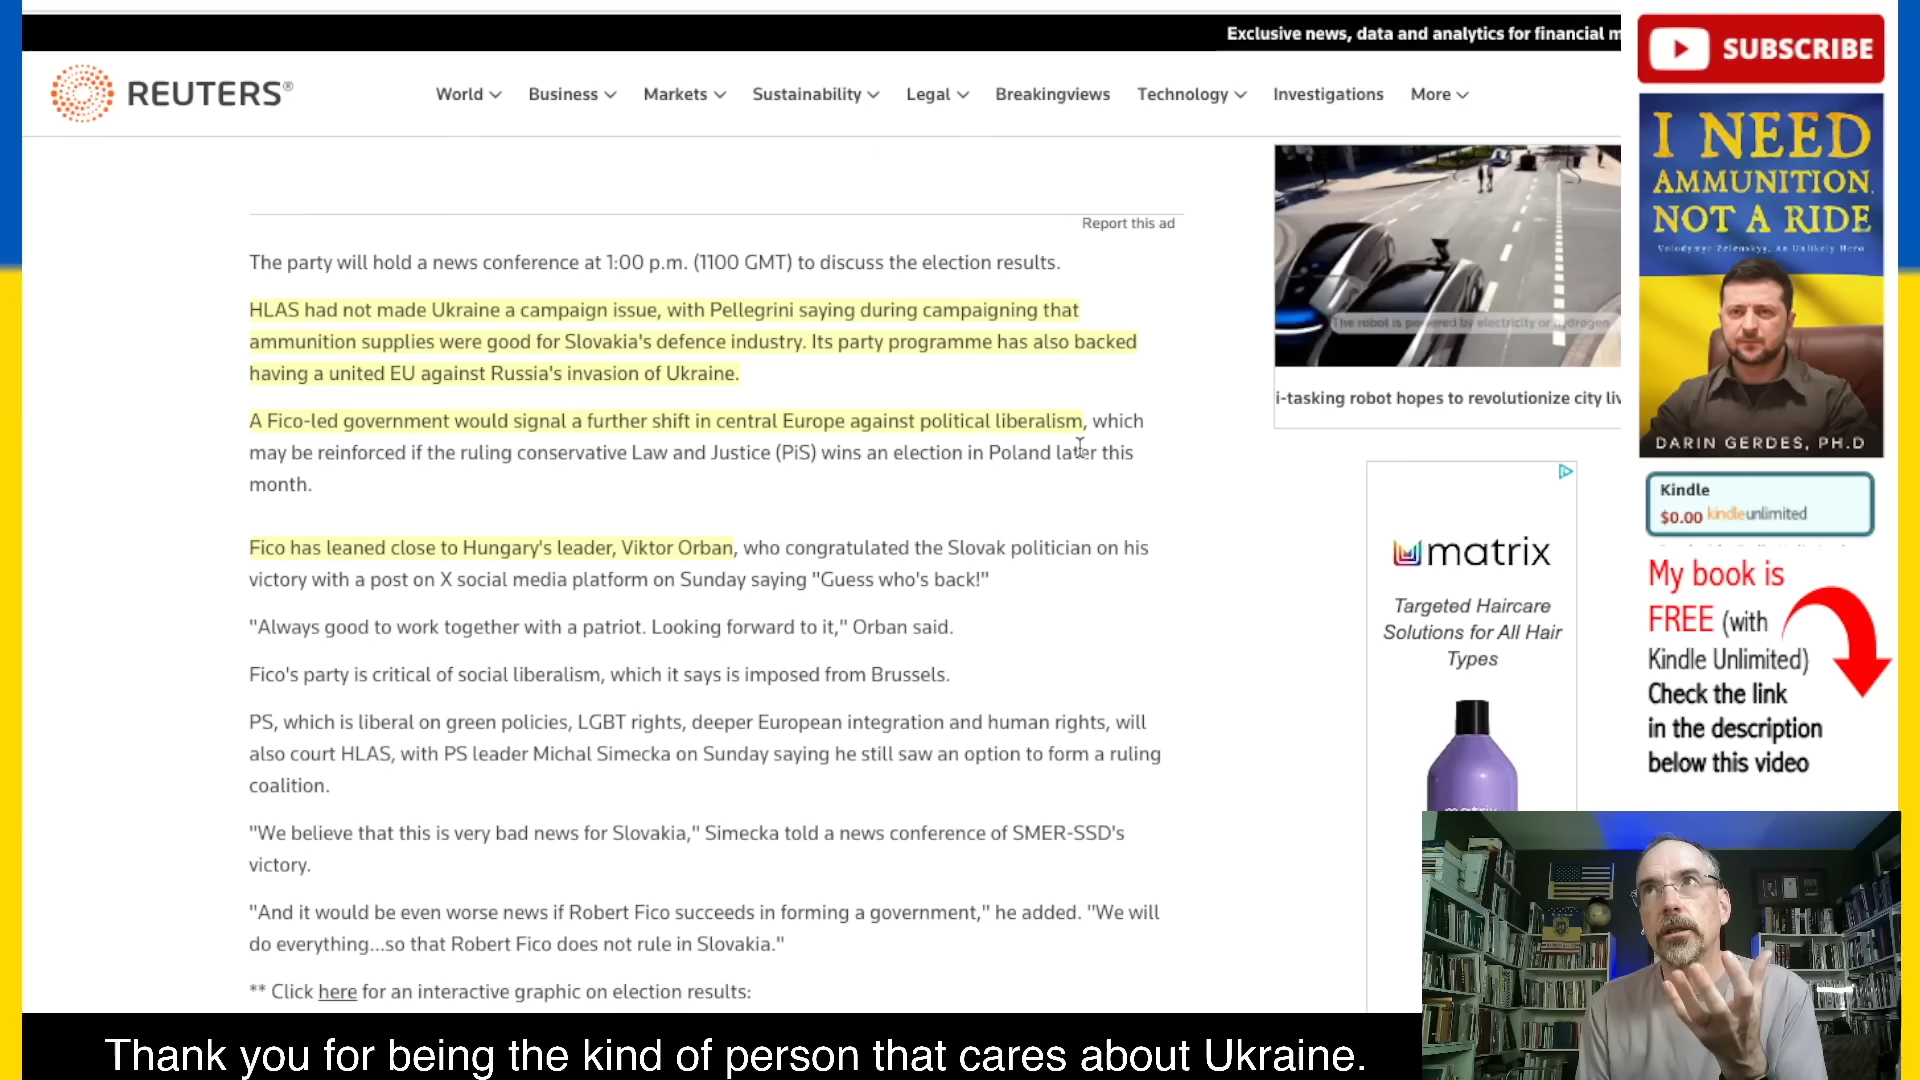 Exclusive news, data and analytics for financial m
REUTERS®
World
Business
Markets
Sustainability
Legal
Breakingviews
Technology
Investigations
More
Report this ad
The party will hold a news conference at 1:00 p.m. (1100 GMT) to discuss the election results.
HLAS had not made Ukraine a campaign issue, with Pellegrini saying during campaigning that
ammunition supplies were good for Slovakia's defence industry. Its party programme has also backed
having a united EU against Russia's invasion of Ukraine.
A Fico-led government would signal a further shift in central Europe against political liberalism, which
may be reinforced if the ruling conservative Law and Justice (PiS) wins an election in Poland later this
month.
Fico has leaned close to Hungary's leader, Viktor Orban, who congratulated the Slovak politician on his
victory with a post on X social media platform on Sunday saying "Guess who's back!"
"Always good to work together with a patriot. Looking forward to it," Orban said.
Fico's party is critical of social liberalism, which it says is imposed from Brussels.
PS, which is liberal on green policies, LGBT rights, deeper European integration and human rights, will
also court HLAS, with PS leader Michal Simecka on Sunday saying he still saw an option to form a ruling
coalition.
"We believe that this is very bad news for Slovakia," Simecka told a news conference of SMER-SSD's
victory.
"And it would be even worse news if Robert Fico succeeds in forming a government," he added. "We will
do everything...so that Robert Fico does not rule in Slovakia."
** Click here for an interactive graphic on election results:
The robot is powered by electricity or hydrogen
i-tasking robot hopes to revolutionize city liv
matrix
Targeted Haircare
Solutions for All Hair
Types
matrix
SUBSCRIBE
I NEED
AMMUNITION,
NOT A RIDE
Volodymyr Zelenskyy, An Unlikely Hero
DARIN GERDES, PH.D
Kindle
$0.00 kindleunlimited
My book is
FREE (with
Kindle Unlimited)
Check the link
in the description
below this video
Thank you for being the kind of person that cares about Ukraine.